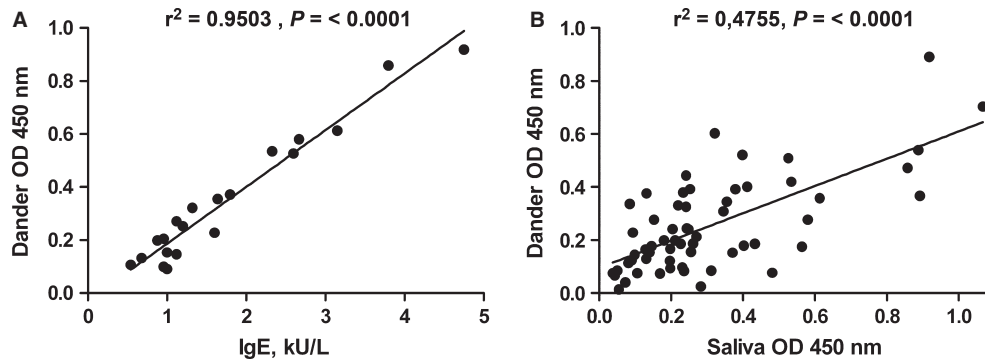 A
r² = 0.9503 , P = < 0.0001
Dander OD 450 nm
1.0
0.8
0.6
0.4
0.2
0.0
0 1 2 3 4 5
IgE, kU/L
B
r² = 0,4755, P = < 0.0001
Dander OD 450 nm
1.0
0.8
0.6
0.4
0.2
0.0
0.0 0.2 0.4 0.6 0.8 1.0
Saliva OD 450 nm